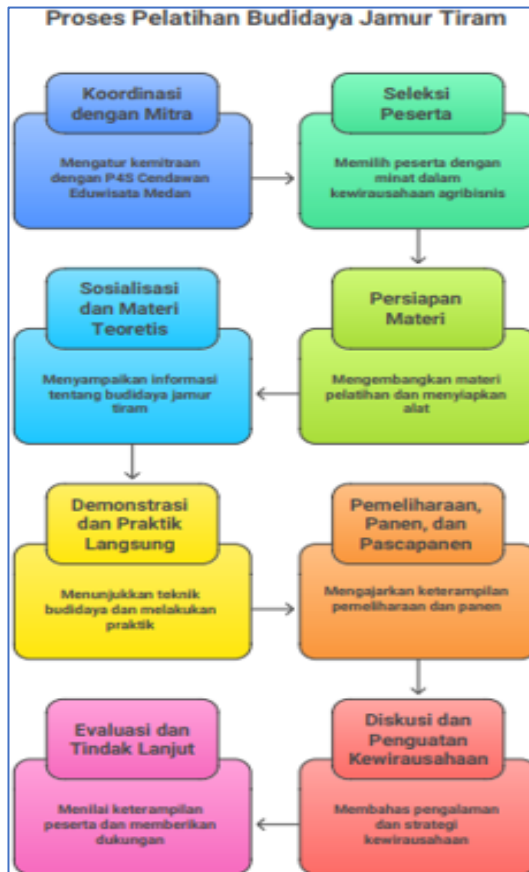 Proses Pelatihan Budidaya Jamur Tiram
Koordinasi
dengan Mitra
Mengatur kemitraan
dengan P4S Cendawan
Eduwisata Medan
Seleksi
Peserta
Memilih peserta dengan
minat dalam
kewirausahaan agribisnis
Persiapan
Materi
Mengembangkan materi
pelatihan dan menyiapkan
alat
Sosialisasi
dan Materi
Teoretis
Menyampaikan informasi
tentang budidaya jamur
tiram
Demonstrasi
dan Praktik
Langsung
Menunjukkan teknik
budidaya dan melakukan
praktik
Pemeliharaan,
Panen, dan
Pascapanen
Mengajarkan keterampilan
pemeliharaan dan panen
Diskusi dan
Penguatan
Kewirausahaan
Membahas pengalaman
dan strategi
kewirausahaan
Evaluasi dan
Tindak Lanjut
Menilai keterampilan
peserta dan memberikan
dukungan